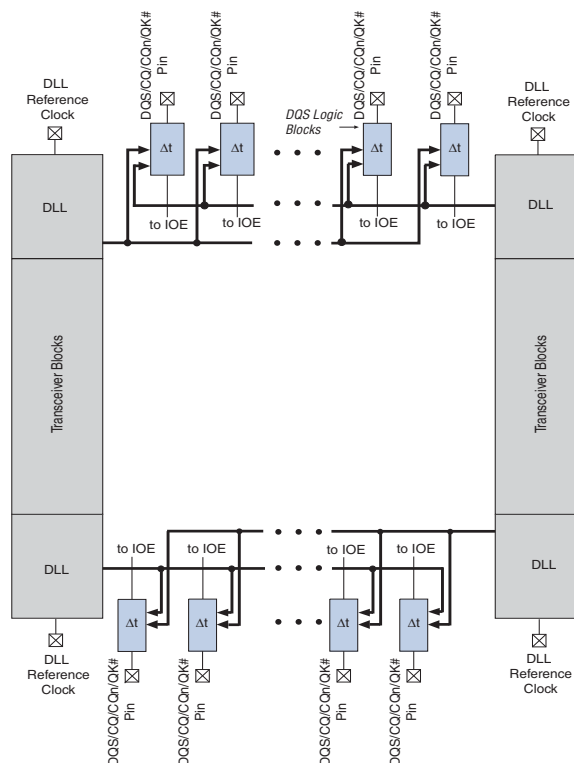 DQS/CQ/CQn/QK#
Pin
DQS/CQ/CQn/QK#
Pin
DQS/CQ/CQn/QK#
Pin
DQS/CQ/CQn/QK#
Pin
DLL
Reference
Clock
DLL
Reference
Clock
DQS Logic
Blocks
Δt
Δt
Δt
Δt
DLL
DLL
to IOE
to IOE
to IOE
to IOE
Transceiver Blocks
Transceiver Blocks
to IOE
to IOE
to IOE
to IOE
DLL
DLL
Δt
Δt
Δt
Δt
DLL
Reference
Clock
DLL
Reference
Clock
DQS/CQ/CQn/QK#
Pin
DQS/CQ/CQn/QK#
Pin
DQS/CQ/CQn/QK#
Pin
DQS/CQ/CQn/QK#
Pin